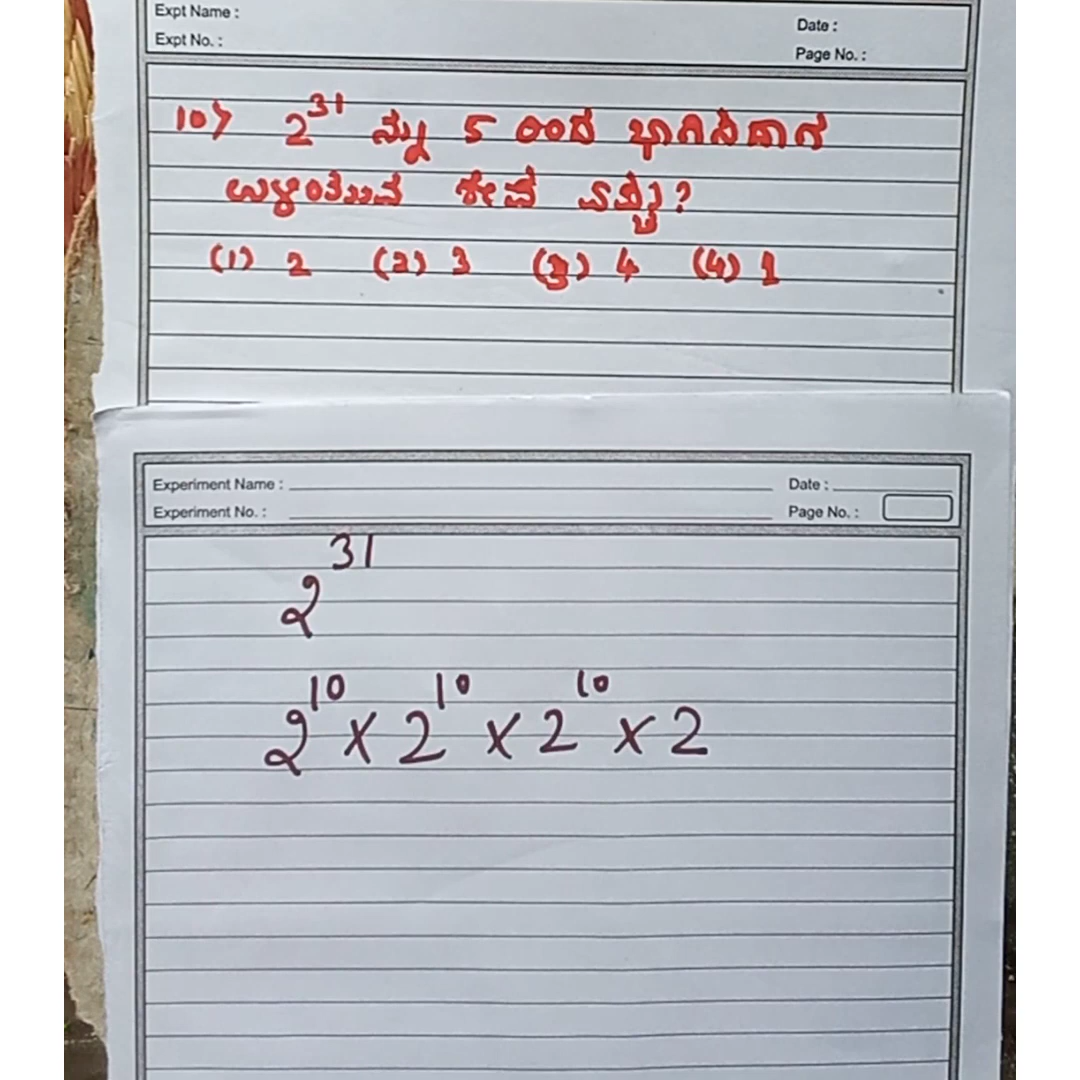 Expt Name :
Date :
Expt No. :
Page No. :
10> 2³¹ ನ್ನು 5 ರಿಂದ ಭಾಗಿಸಿದಾಗ
ಉಳಿಯುವ ಶೇಷ ಎಷ್ಟು?
(1) 2 (2) 3 (3) 4 (4) 1
Experiment Name :
Date :
Experiment No. :
Page No. :
2³¹
2¹⁰ x 2¹⁰ x 2¹⁰ x 2